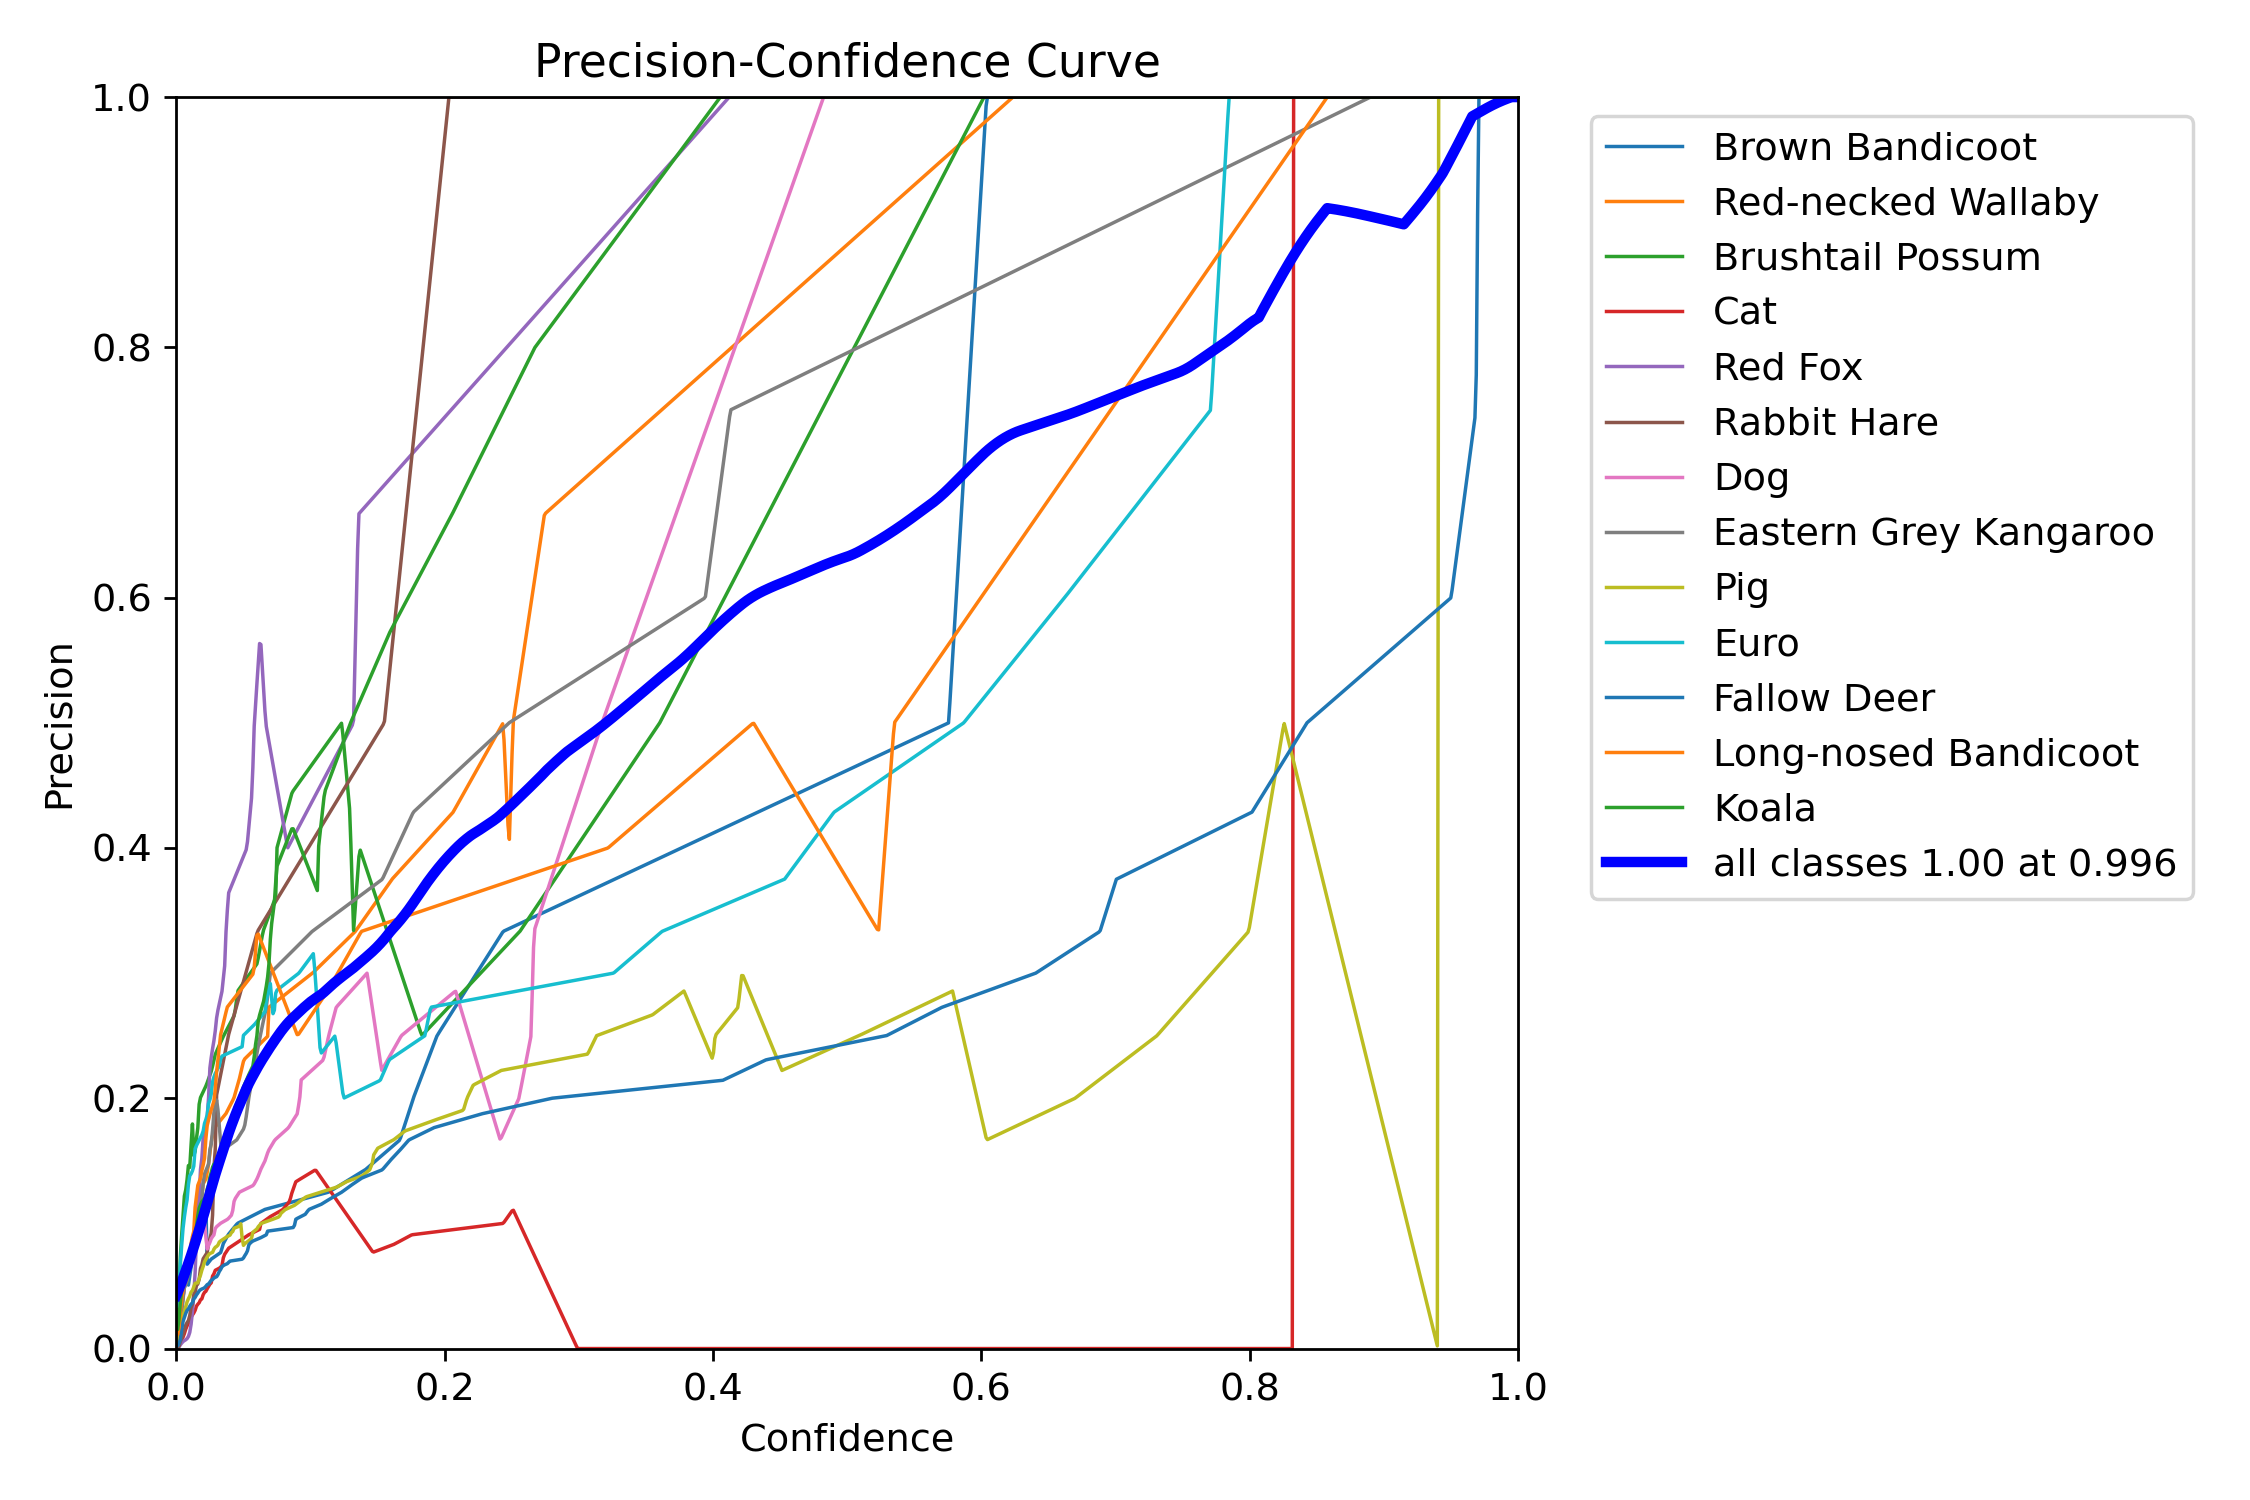 Precision-Confidence Curve
1.0
0.8
0.6
0.4
0.2
0.0
Precision
0.0 0.2 0.4 0.6 0.8 1.0
Confidence
Brown Bandicoot
Red-necked Wallaby
Brushtail Possum
Cat
Red Fox
Rabbit Hare
Dog
Eastern Grey Kangaroo
Pig
Euro
Fallow Deer
Long-nosed Bandicoot
Koala
all classes 1.00 at 0.996